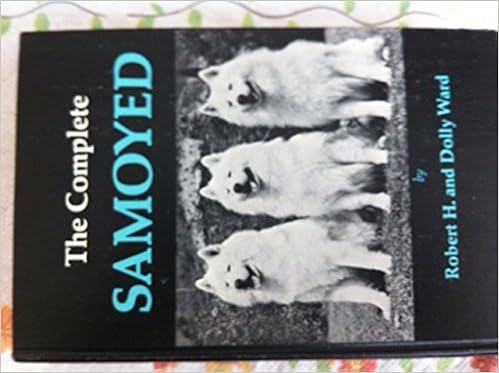 The Complete
SAMOYED
by
Robert H. and Dolly Ward